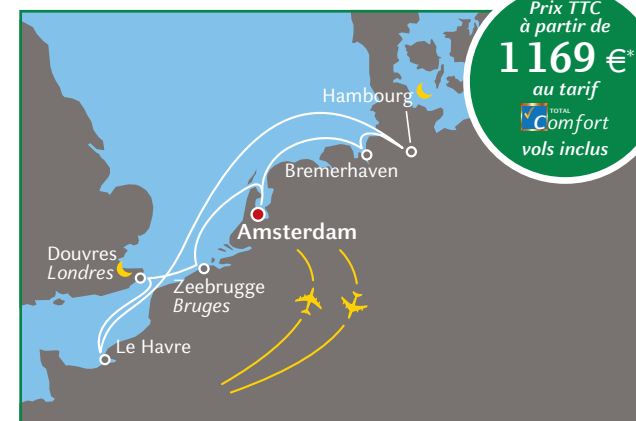 Prix TTC
à partir de
1 169 €*
au tarif
TOTAL
Comfort
vols inclus
Hambourg
Bremerhaven
Amsterdam
Douvres
Londres
Zeebrugge
Bruges
Le Havre